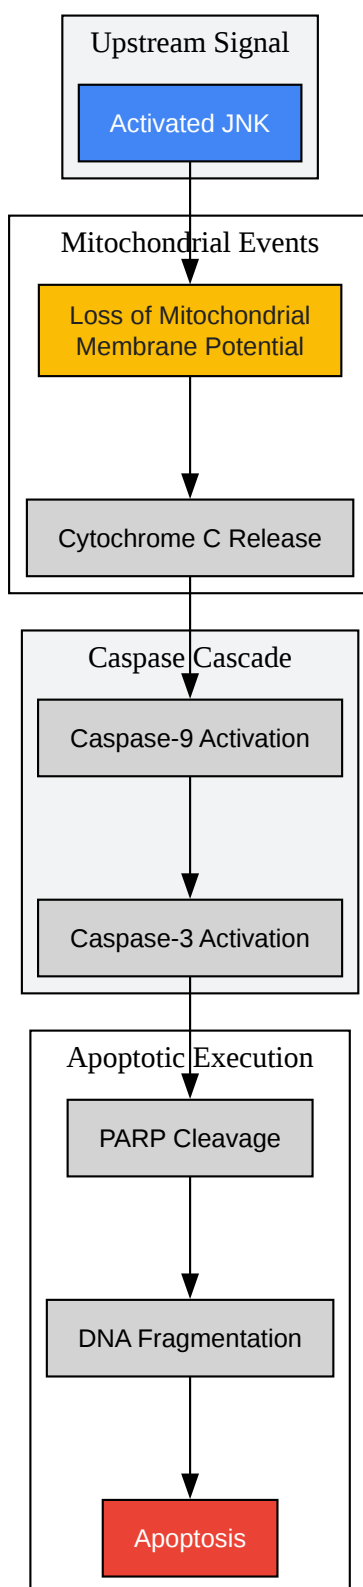 Upstream Signal
Activated JNK
Mitochondrial Events
Loss of Mitochondrial
Membrane Potential
Cytochrome C Release
Caspase Cascade
Caspase-9 Activation
Caspase-3 Activation
Apoptotic Execution
PARP Cleavage
DNA Fragmentation
Apoptosis